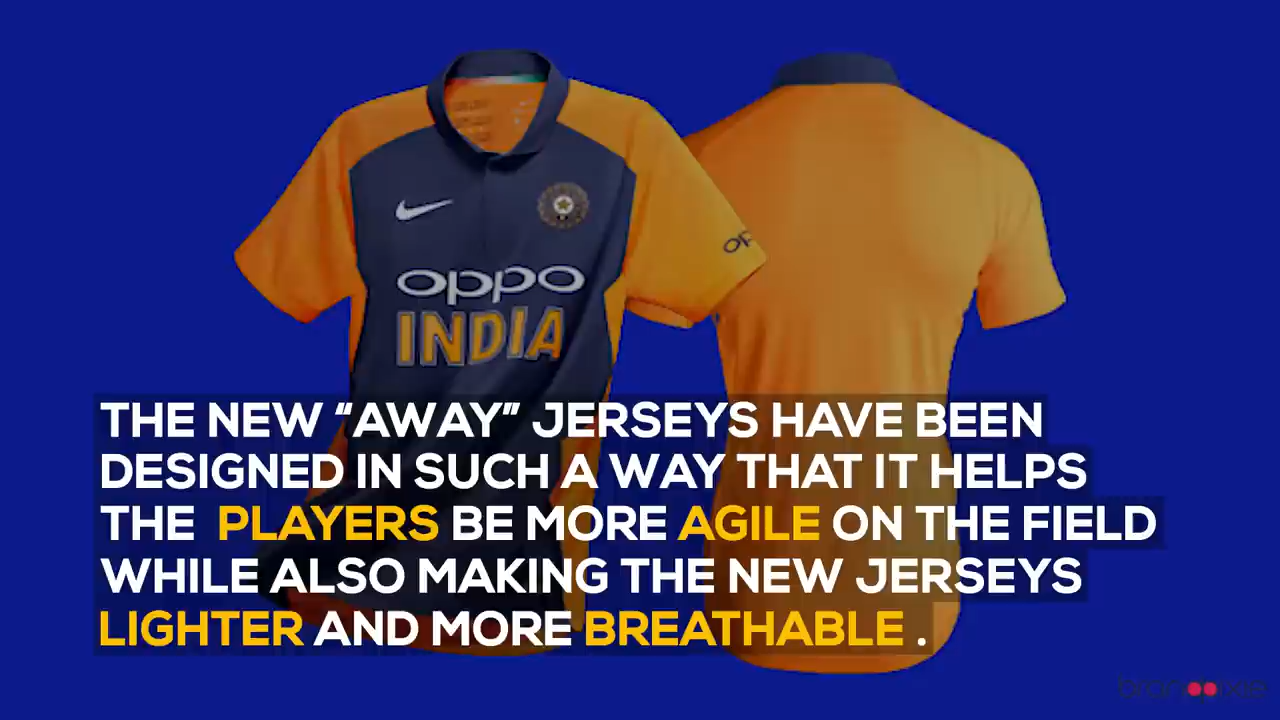 oppo
INDIA
OP
THE NEW “AWAY” JERSEYS HAVE BEEN
DESIGNED IN SUCH A WAY THAT IT HELPS
THE PLAYERS BE MORE AGILE ON THE FIELD
WHILE ALSO MAKING THE NEW JERSEYS
LIGHTER AND MORE BREATHABLE .